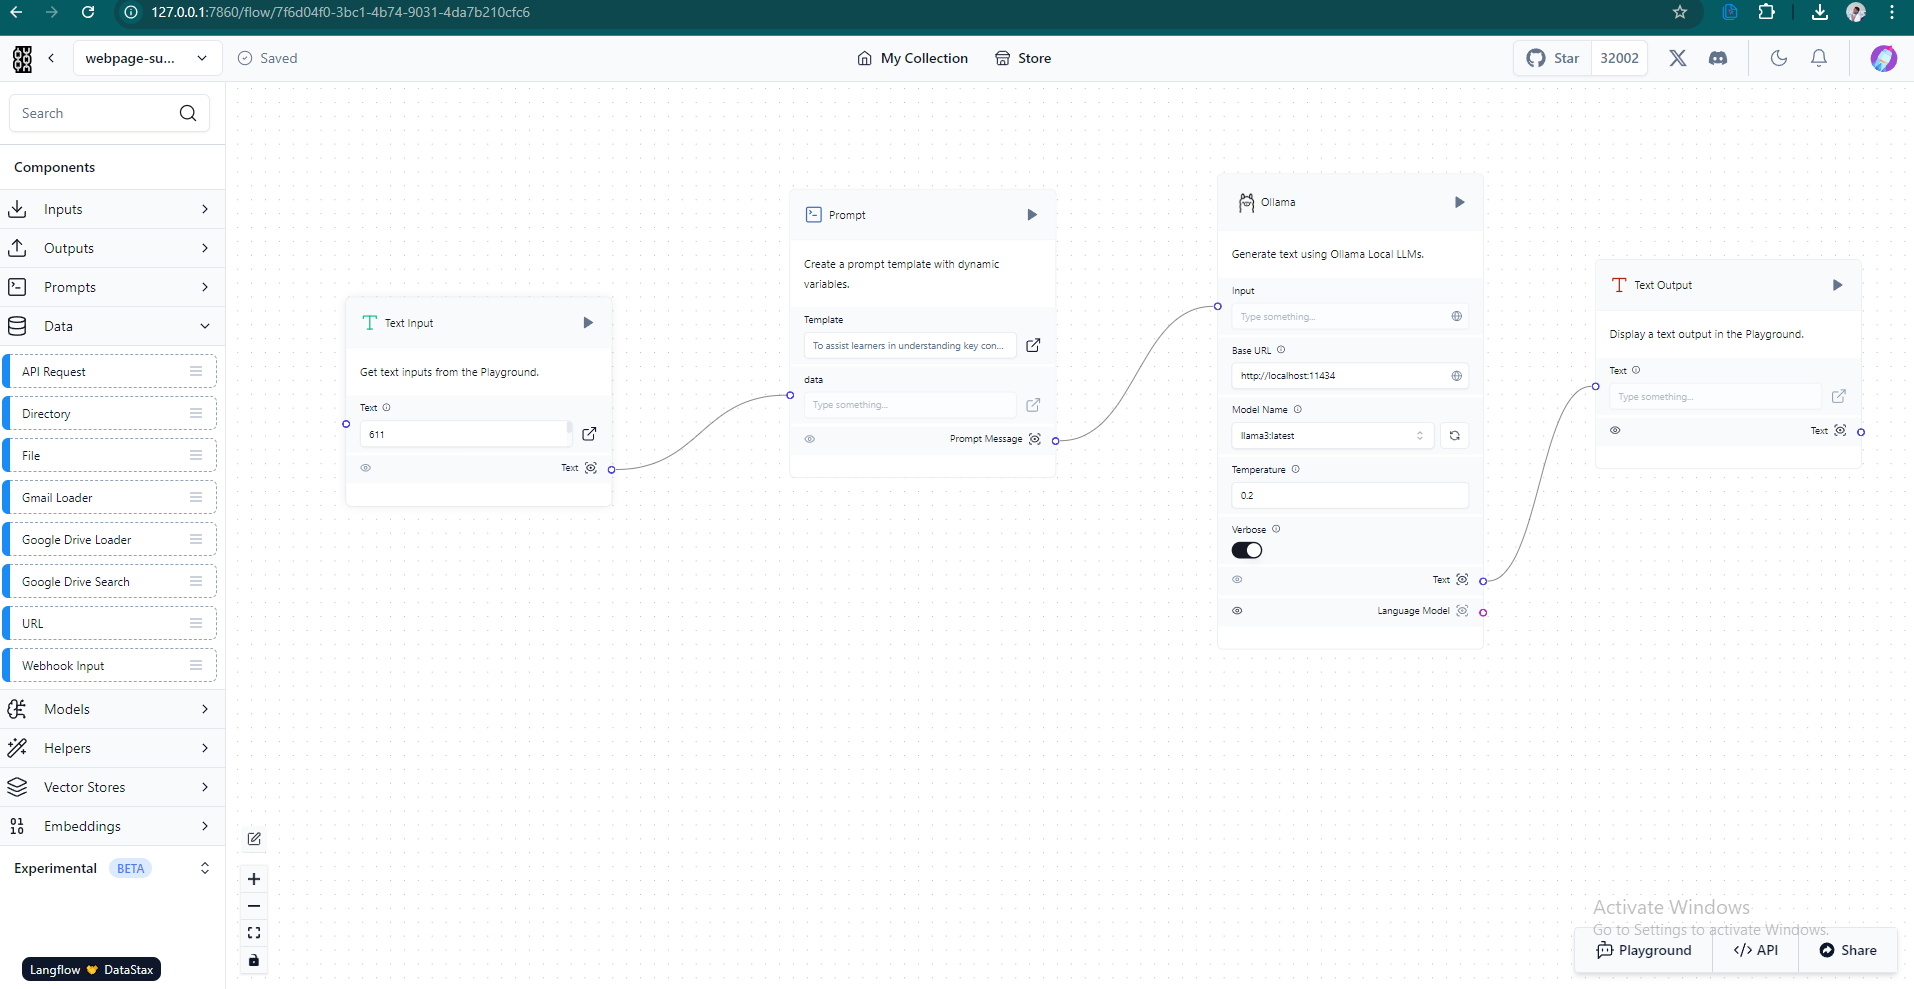 127.0.0.1:7860/flow/7f6d04f0-3bc1-4b74-9031-4da7b210cfc6
webpage-su...
Saved
My Collection
Store
Star
32002
Search
Components
Inputs
Outputs
Prompts
Data
API Request
Directory
File
Gmail Loader
Google Drive Loader
Google Drive Search
URL
Webhook Input
Models
Helpers
Vector Stores
Embeddings
Experimental BETA
Langflow DataStax
Text Input
Get text inputs from the Playground.
Text
611
Text
Prompt
Create a prompt template with dynamic
variables.
Template
To assist learners in understanding key con...
data
Type something...
Prompt Message
Ollama
Generate text using Ollama Local LLMs.
Input
Type something...
Base URL
http://localhost:11434
Model Name
llama3:latest
Temperature
0.2
Verbose
Text
Language Model
Text Output
Display a text output in the Playground.
Text
Type something...
Text
Activate Windows
Go to Settings to activate Windows.
Playground
API
Share